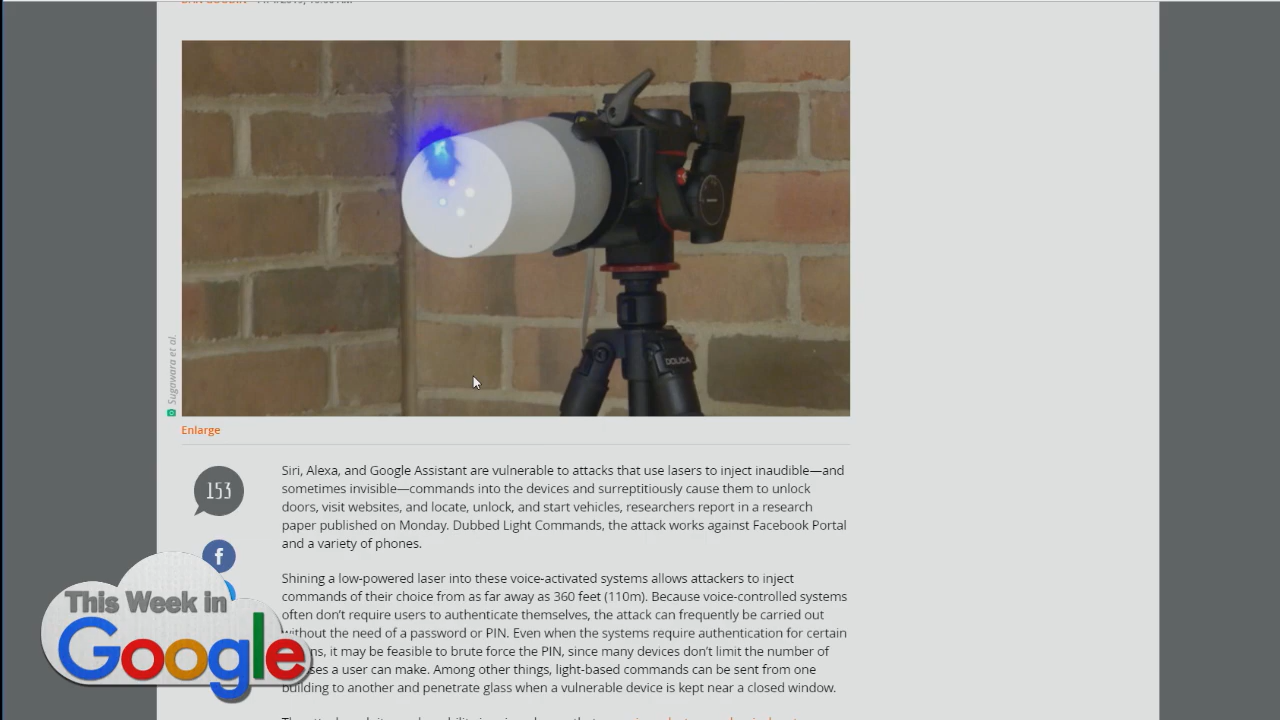 DOLICA
Sugawara et al.
Enlarge
153
Siri, Alexa, and Google Assistant are vulnerable to attacks that use lasers to inject inaudible—and
sometimes invisible—commands into the devices and surreptitiously cause them to unlock
doors, visit websites, and locate, unlock, and start vehicles, researchers report in a research
paper published on Monday. Dubbed Light Commands, the attack works against Facebook Portal
and a variety of phones.
Shining a low-powered laser into these voice-activated systems allows attackers to inject
commands of their choice from as far away as 360 feet (110m). Because voice-controlled systems
often don't require users to authenticate themselves, the attack can frequently be carried out
without the need of a password or PIN. Even when the systems require authentication for certain
it may be feasible to brute force the PIN, since many devices don't limit the number of
a user can make. Among other things, light-based commands can be sent from one
building to another and penetrate glass when a vulnerable device is kept near a closed window.
This Week in
Google